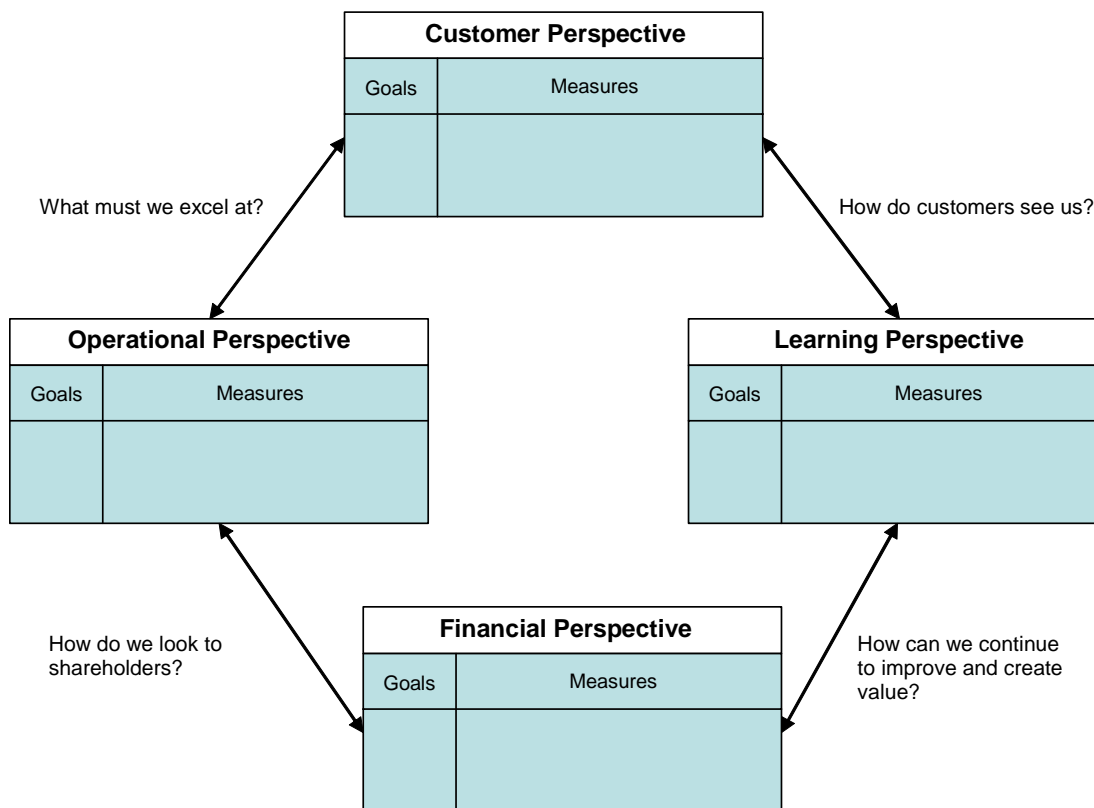 Customer Perspective
Goals
Measures
What must we excel at?
How do customers see us?
Operational Perspective
Goals
Measures
Learning Perspective
Goals
Measures
How do we look to
shareholders?
Financial Perspective
Goals
Measures
How can we continue
to improve and create
value?